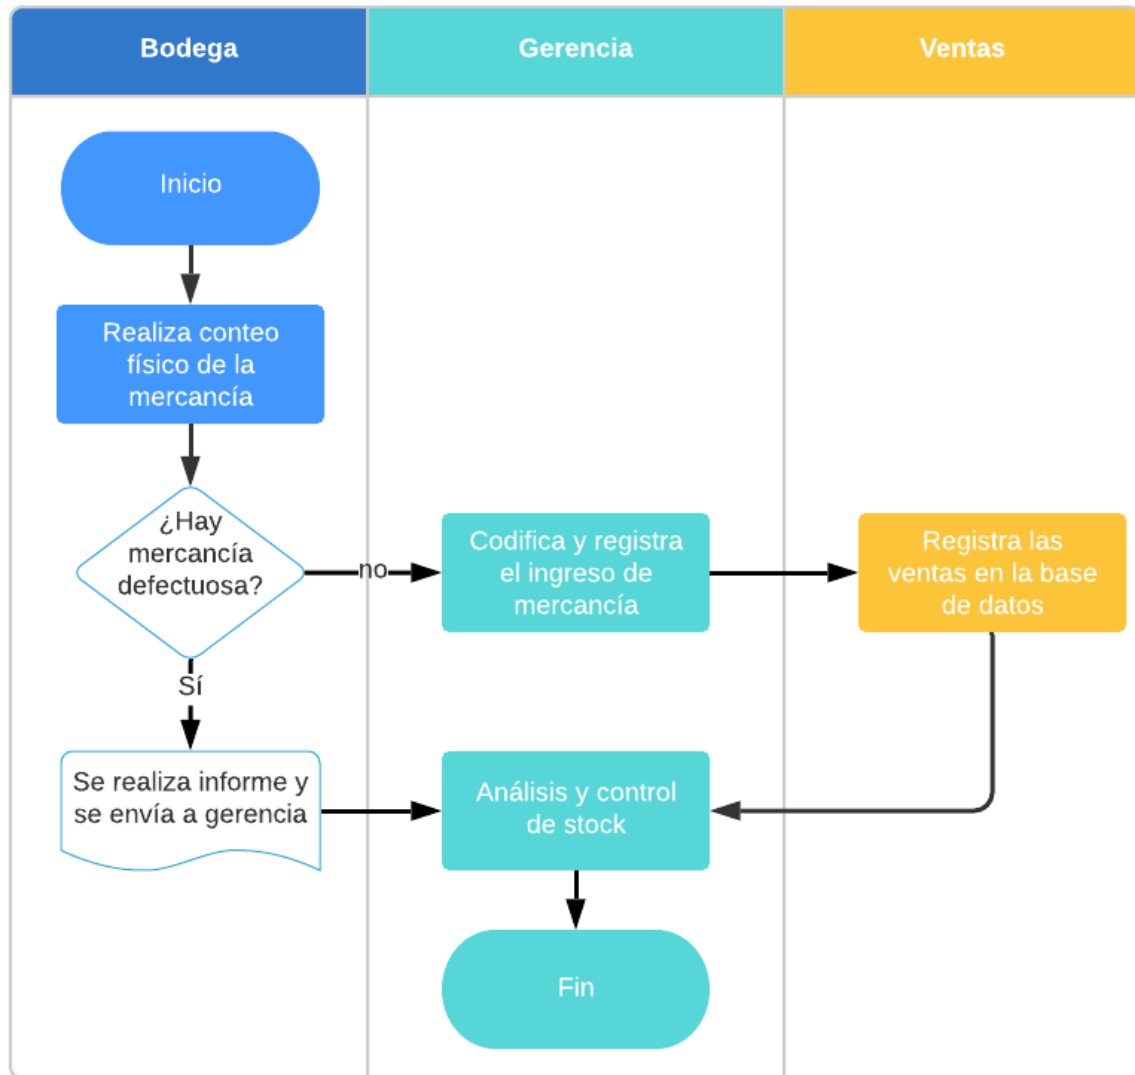 Bodega
Gerencia
Ventas
Inicio
Realiza conteo
físico de la
mercancía
¿Hay
mercancía
defectuosa?
no
Codifica y registra
el ingreso de
mercancía
Registra las
ventas en la base
de datos
Sí
Se realiza informe y
se envía a gerencia
Análisis y control
de stock
Fin